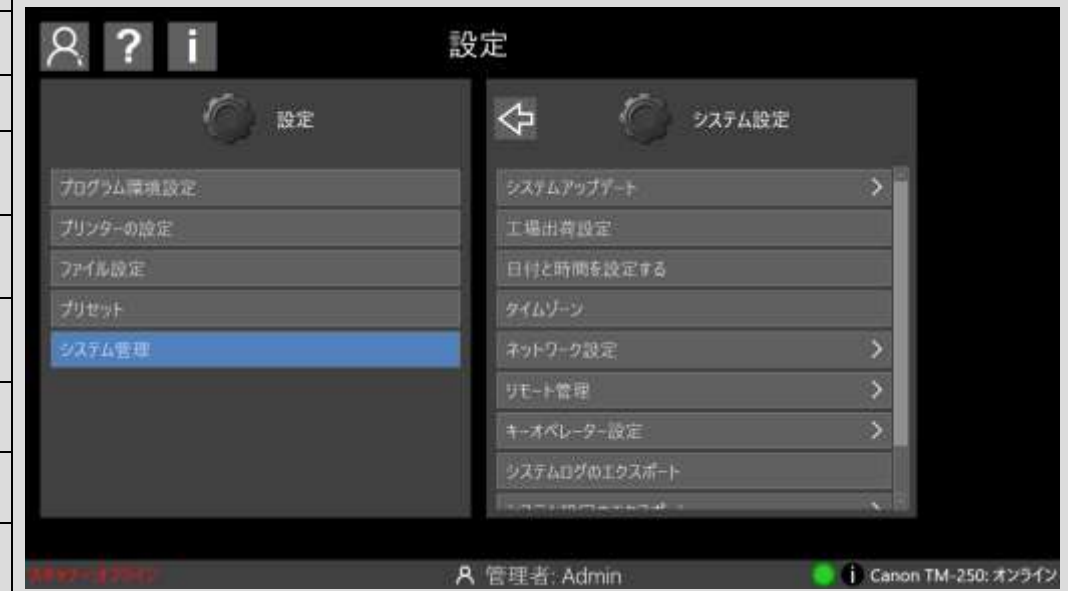 ? i
設定
設定
プログラム環境設定
プリンターの設定
ファイル設定
プリセット
システム管理
システム設定
システムアップデート
工場出荷設定
日付と時間を設定する
タイムゾーン
ネットワーク設定
リモート管理
キーオペレーター設定
システムログのエクスポート
管理者: Admin
i Canon TM-250: オンライン